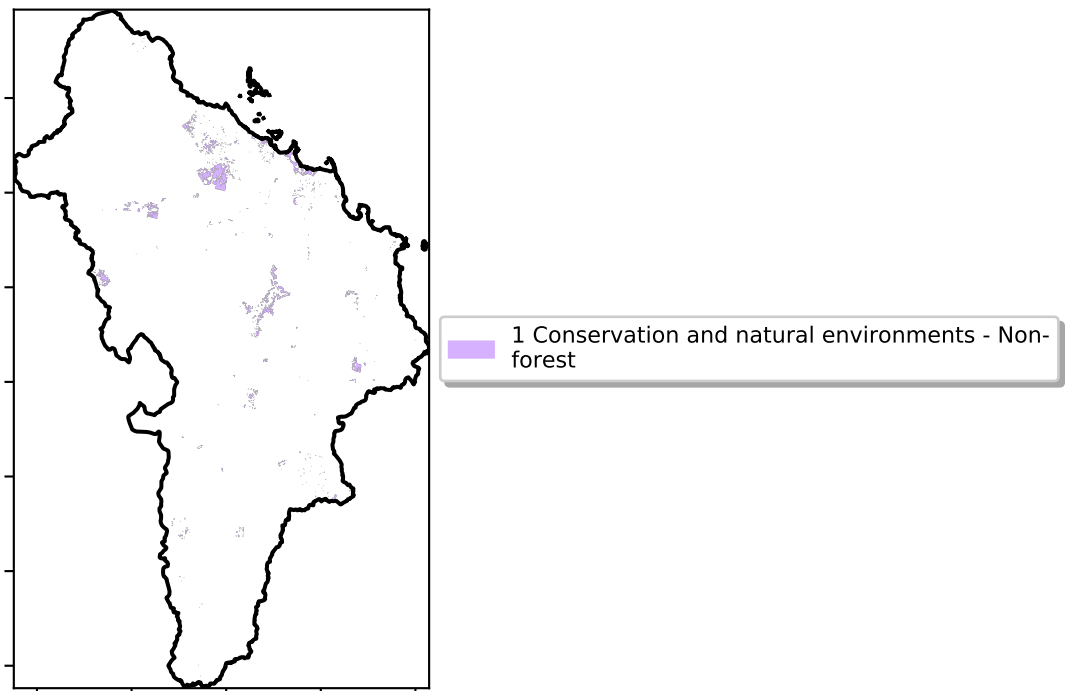 1 Conservation and natural environments - Non-
forest